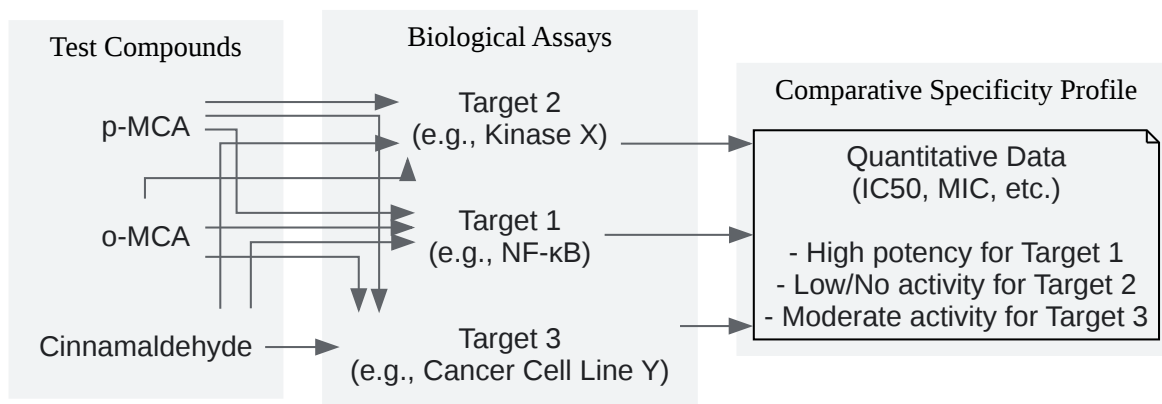 Test Compounds
p-MCA
o-MCA
Cinnamaldehyde
Biological Assays
Target 2
(e.g., Kinase X)
Target 1
(e.g., NF-κB)
Target 3
(e.g., Cancer Cell Line Y)
Comparative Specificity Profile
Quantitative Data
(IC50, MIC, etc.)
- High potency for Target 1
- Low/No activity for Target 2
- Moderate activity for Target 3